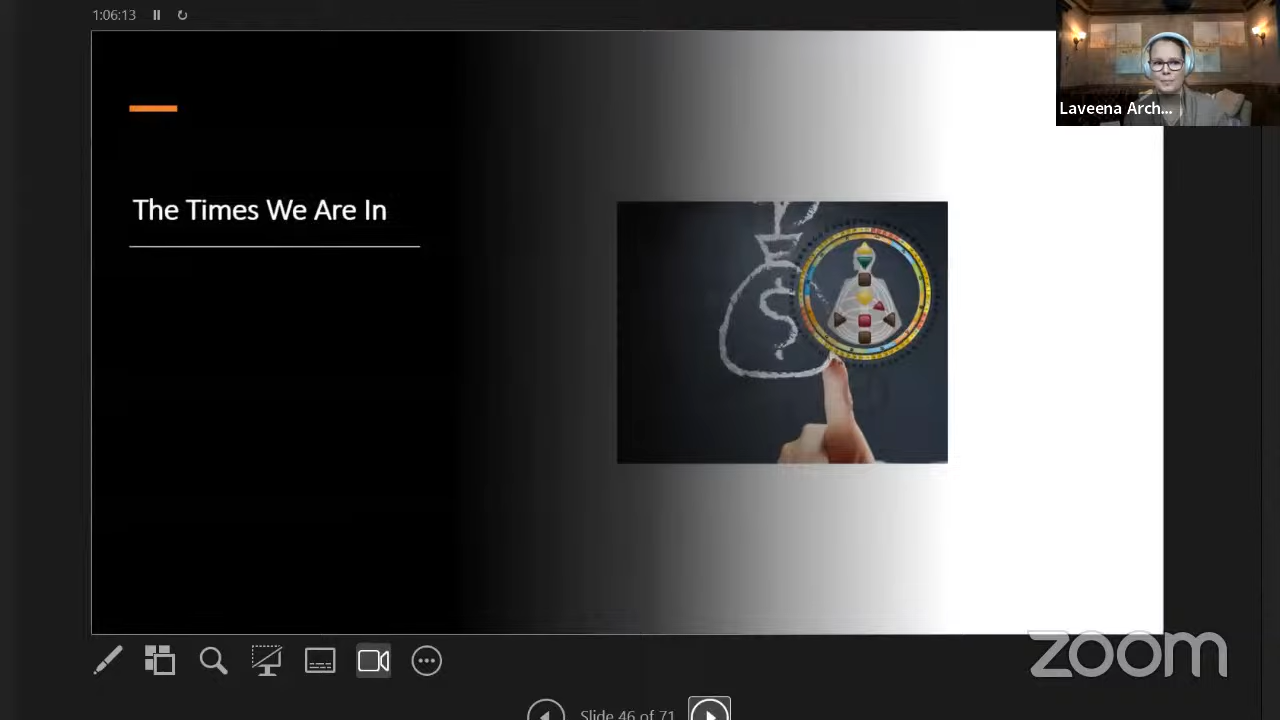 1:06:13
Laveena Arch...
The Times We Are In
$
zoom
Slide 46 of 71